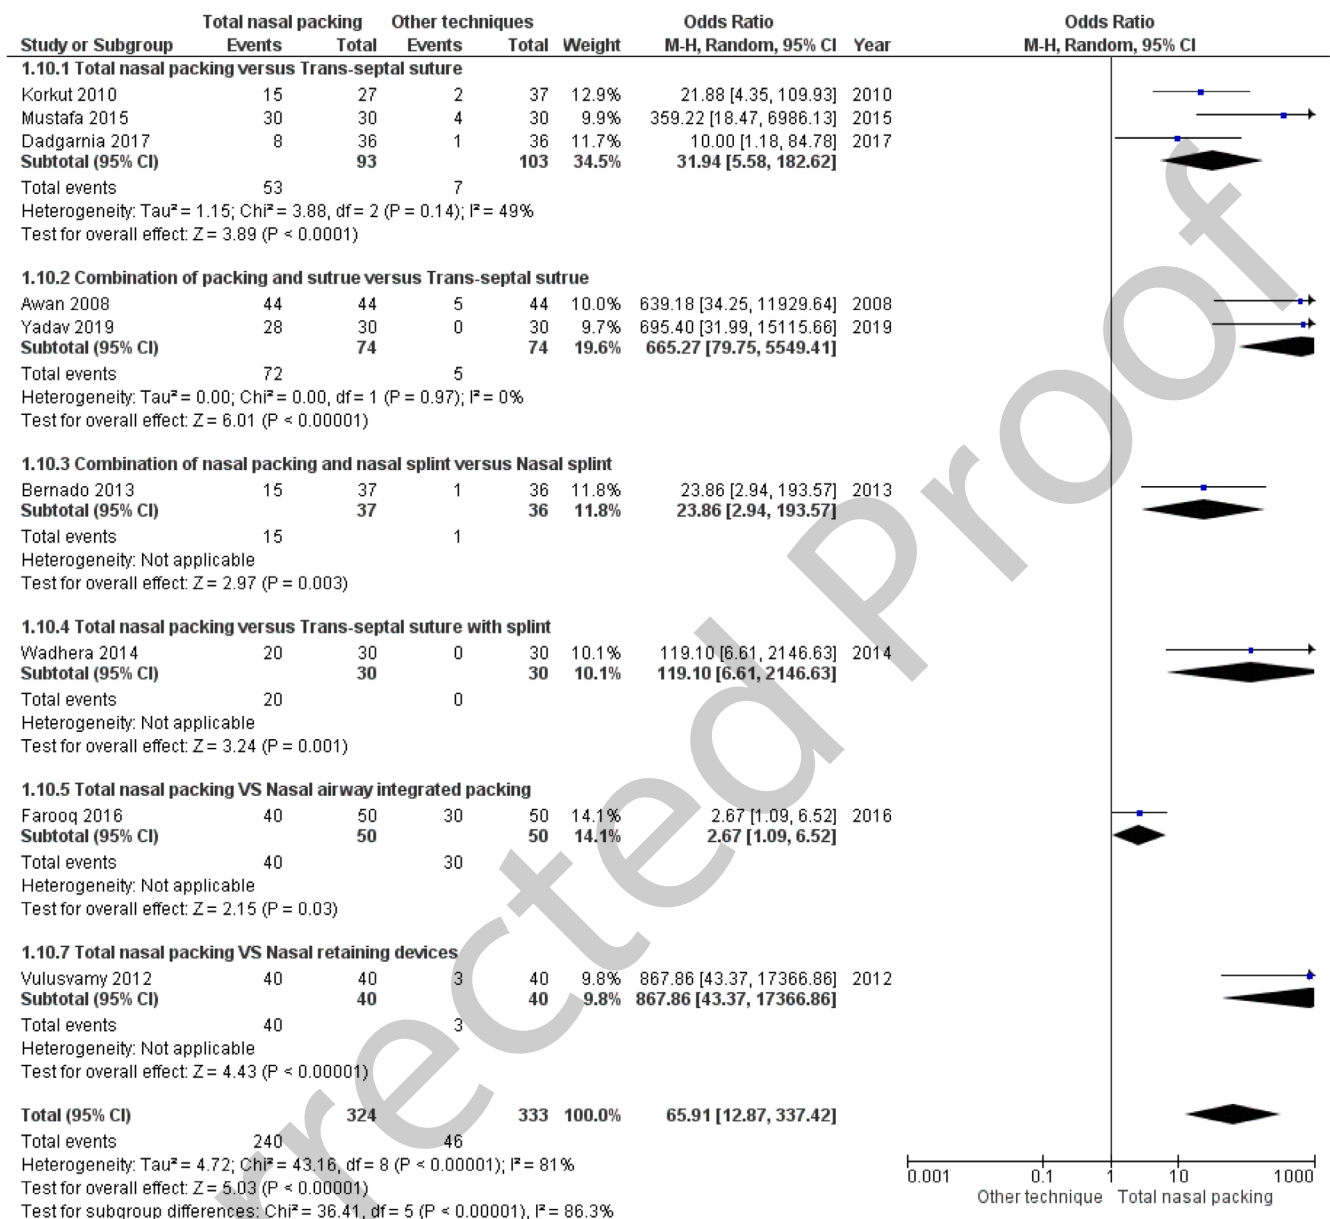 Total nasal packing Other techniques Odds Ratio Odds Ratio
Study or Subgroup Events Total Events Total Weight M-H, Random, 95% CI Year M-H, Random, 95% CI
1.10.1 Total nasal packing versus Trans-septal suture
Korkut 2010 15 27 2 37 12.9% 21.88 [4.35, 109.93] 2010
Mustafa 2015 30 30 4 30 9.9% 359.22 [18.47, 6986.13] 2015
Dadgarnia 2017 8 36 1 36 11.7% 10.00 [1.18, 84.78] 2017
Subtotal (95% CI) 93 103 34.5% 31.94 [5.58, 182.62]
Total events 53 7
Heterogeneity: Tau² = 1.15; Chi² = 3.88, df = 2 (P = 0.14); I² = 49%
Test for overall effect: Z = 3.89 (P < 0.0001)
1.10.2 Combination of packing and sutrue versus Trans-septal sutrue
Awan 2008 44 44 5 44 10.0% 639.18 [34.25, 11929.64] 2008
Yadav 2019 28 30 0 30 9.7% 695.40 [31.99, 15115.66] 2019
Subtotal (95% CI) 74 74 19.6% 665.27 [79.75, 5549.41]
Total events 72 5
Heterogeneity: Tau² = 0.00; Chi² = 0.00, df = 1 (P = 0.97); I² = 0%
Test for overall effect: Z = 6.01 (P < 0.00001)
1.10.3 Combination of nasal packing and nasal splint versus Nasal splint
Bernado 2013 15 37 1 36 11.8% 23.86 [2.94, 193.57] 2013
Subtotal (95% CI) 37 36 11.8% 23.86 [2.94, 193.57]
Total events 15 1
Heterogeneity: Not applicable
Test for overall effect: Z = 2.97 (P = 0.003)
1.10.4 Total nasal packing versus Trans-septal suture with splint
Wadhera 2014 20 30 0 30 10.1% 119.10 [6.61, 2146.63] 2014
Subtotal (95% CI) 30 30 10.1% 119.10 [6.61, 2146.63]
Total events 20 0
Heterogeneity: Not applicable
Test for overall effect: Z = 3.24 (P = 0.001)
1.10.5 Total nasal packing VS Nasal airway integrated packing
Farooq 2016 40 50 30 50 14.1% 2.67 [1.09, 6.52] 2016
Subtotal (95% CI) 50 50 14.1% 2.67 [1.09, 6.52]
Total events 40 30
Heterogeneity: Not applicable
Test for overall effect: Z = 2.15 (P = 0.03)
1.10.7 Total nasal packing VS Nasal retaining devices
Vulusvamy 2012 40 40 3 40 9.8% 867.86 [43.37, 17366.86] 2012
Subtotal (95% CI) 40 40 9.8% 867.86 [43.37, 17366.86]
Total events 40 3
Heterogeneity: Not applicable
Test for overall effect: Z = 4.43 (P < 0.00001)
Total (95% CI) 324 333 100.0% 65.91 [12.87, 337.42]
Total events 240 46
Heterogeneity: Tau² = 4.72; Chi² = 43.16, df = 8 (P < 0.00001); I² = 81%
Test for overall effect: Z = 5.03 (P < 0.00001)
Test for subgroup differences: Chi² = 36.41, df = 5 (P < 0.00001), I² = 86.3%
0.001 0.1 1 10 1000
Other technique Total nasal packing
rrected Proof